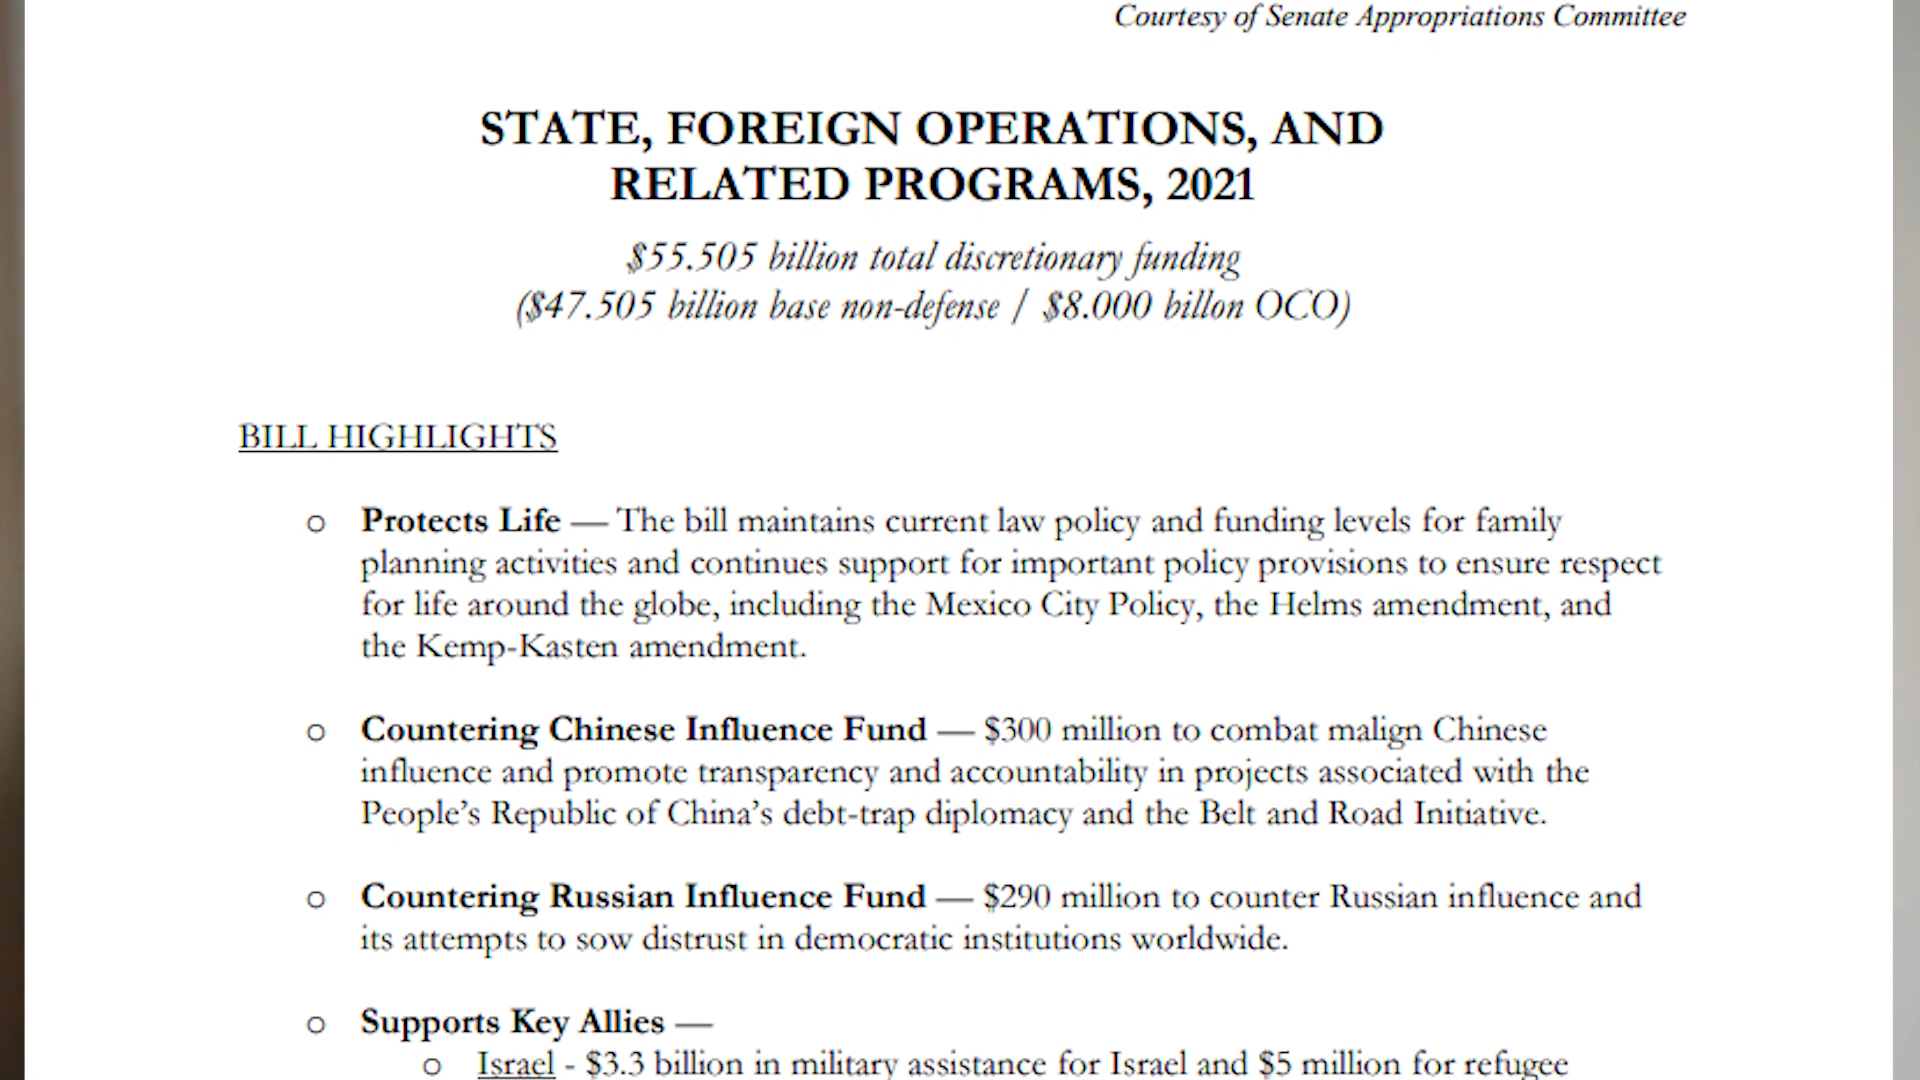 Courtesy of Senate Appropriations Committee
STATE, FOREIGN OPERATIONS, AND
RELATED PROGRAMS, 2021
$55.505 billion total discretionary funding
($47.505 billion base non-defense / $8.000 billon OCO)
BILL HIGHLIGHTS
o Protects Life — The bill maintains current law policy and funding levels for family
planning activities and continues support for important policy provisions to ensure respect
for life around the globe, including the Mexico City Policy, the Helms amendment, and
the Kemp-Kasten amendment.
o Countering Chinese Influence Fund — $300 million to combat malign Chinese
influence and promote transparency and accountability in projects associated with the
People’s Republic of China’s debt-trap diplomacy and the Belt and Road Initiative.
o Countering Russian Influence Fund — $290 million to counter Russian influence and
its attempts to sow distrust in democratic institutions worldwide.
o Supports Key Allies —
o Israel - $3.3 billion in military assistance for Israel and $5 million for refugee